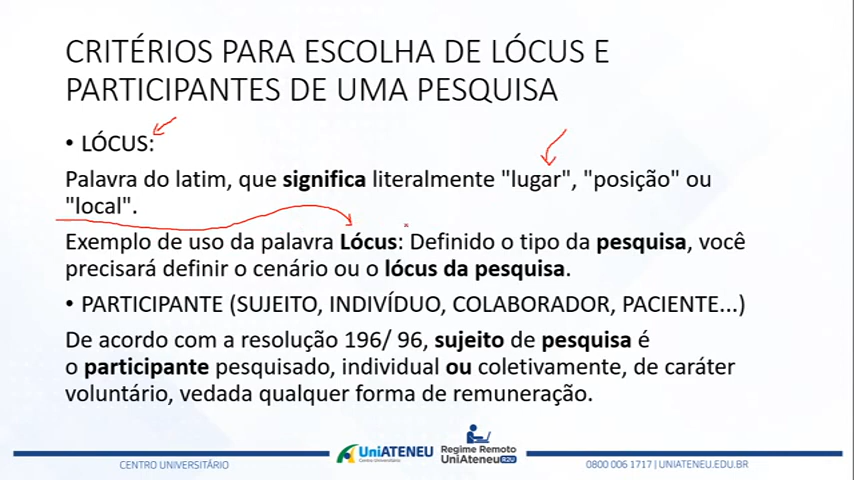 CRITÉRIOS PARA ESCOLHA DE LÓCUS E
PARTICIPANTES DE UMA PESQUISA
• LÓCUS:
Palavra do latim, que significa literalmente "lugar", "posição" ou
"local".
Exemplo de uso da palavra Lócus: Definido o tipo da pesquisa, você
precisará definir o cenário ou o lócus da pesquisa.
• PARTICIPANTE (SUJEITO, INDIVÍDUO, COLABORADOR, PACIENTE...)
De acordo com a resolução 196/ 96, sujeito de pesquisa é
o participante pesquisado, individual ou coletivamente, de caráter
voluntário, vedada qualquer forma de remuneração.
CENTRO UNIVERSITÁRIO
UniATENEU
Centro Universitário
Regime Remoto
UniAteneu
0800 006 1717 | UNIATENEU.EDU.BR